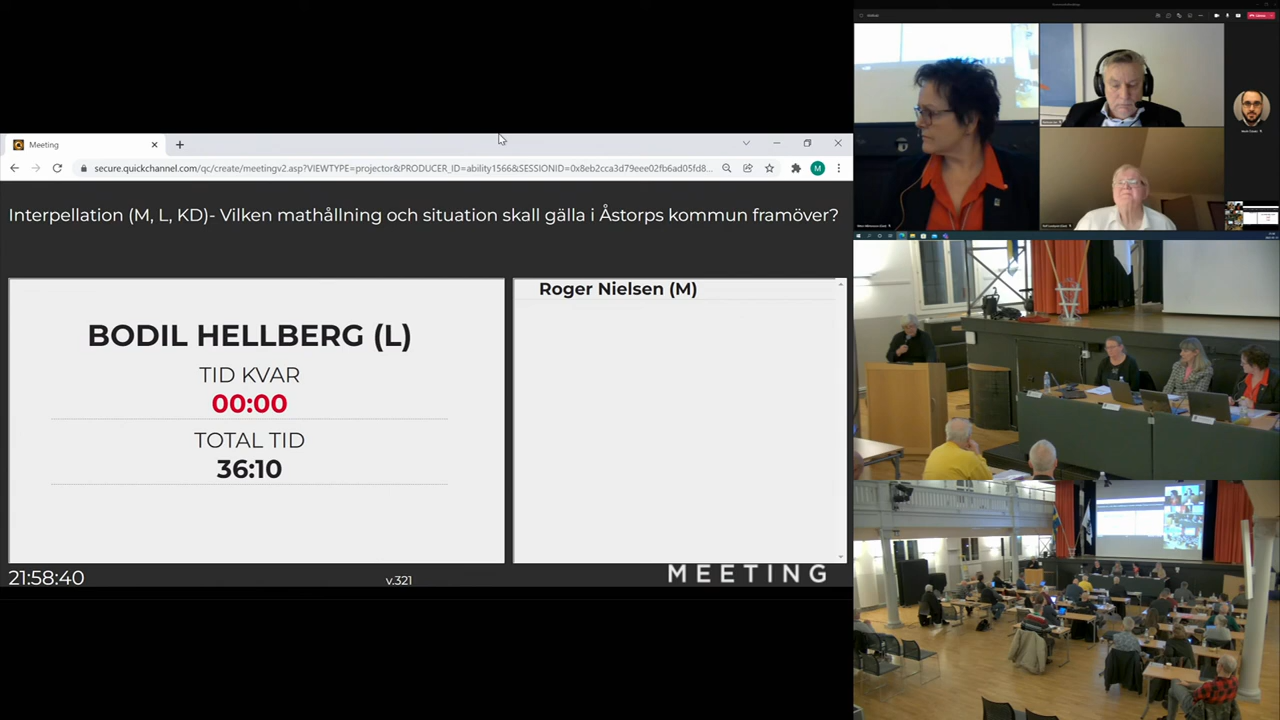 Meeting
secure.quickchannel.com/qc/create/meetingv2.asp?VIEWTYPE=projector&PRODUCER_ID=ability1566&SESSIONID=0x8eb2cca3d79eee02fb6ad05fd8...
M
Interpellation (M, L, KD)- Vilken mathållning och situation skall gälla i Åstorps kommun framöver?
BODIL HELLBERG (L)
TID KVAR
00:00
TOTAL TID
36:10
Roger Nielsen (M)
21:58:40
v.321
MEETING